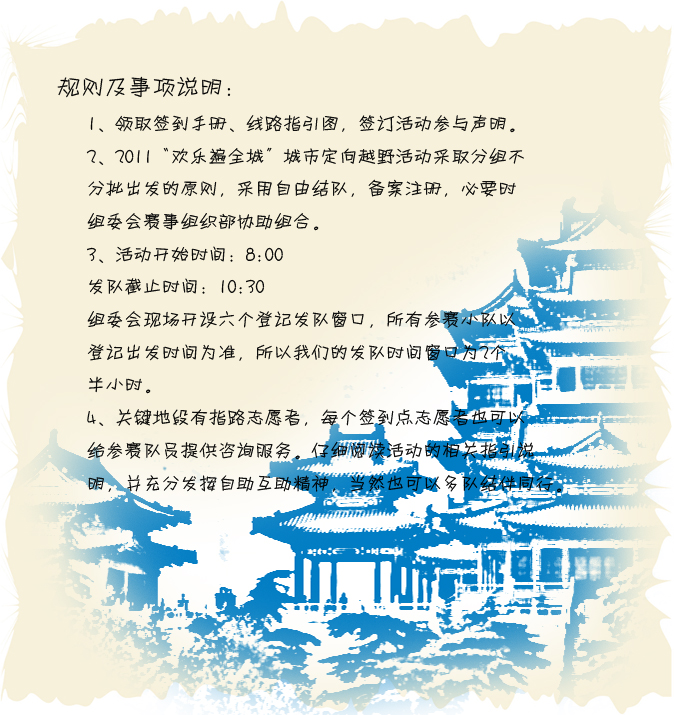 规则及事项说明：
1、领取签到手册、线路指引图，签订活动参与声明。
2、2011“欢乐遍全城”城市定向越野活动采取分组不
分批出发的原则，采用自由结队，备案注册，必要时
组委会赛事组织部协助组合。
3、活动开始时间：8:00
发队截止时间：10:30
组委会现场开设六个登记发队窗口，所有参赛小队以
登记出发时间为准，所以我们的发队时间窗口为2个
半小时。
4、关键地段有指路志愿者，每个签到点志愿者也可以
给参赛队员提供咨询服务。仔细阅读活动的相关指引说
明，并充分发挥自助互助精神，当然也可以多队结伴同行。